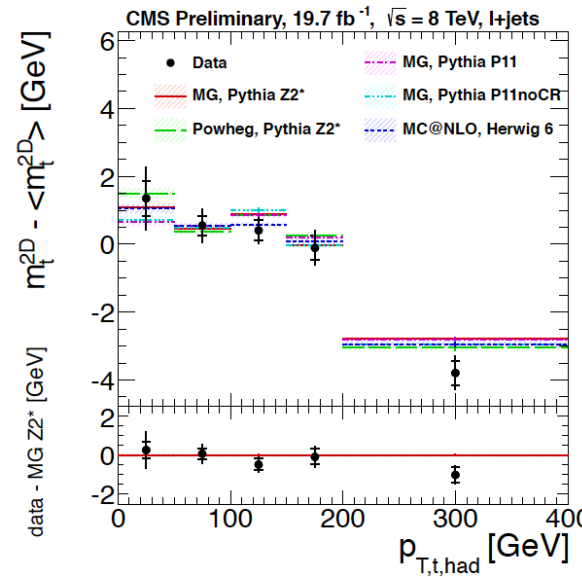 CMS Preliminary, 19.7 fb⁻¹, √s = 8 TeV, l+jets
m_t^2D - <m_t^2D> [GeV]
6
4
2
0
-2
-4
Data
MG, Pythia Z2*
Powheg, Pythia Z2*
MG, Pythia P11
MG, Pythia P11noCR
MC@NLO, Herwig 6
data - MG Z2* [GeV]
2
0
-2
0 100 200 300 400
p_T,t,had [GeV]